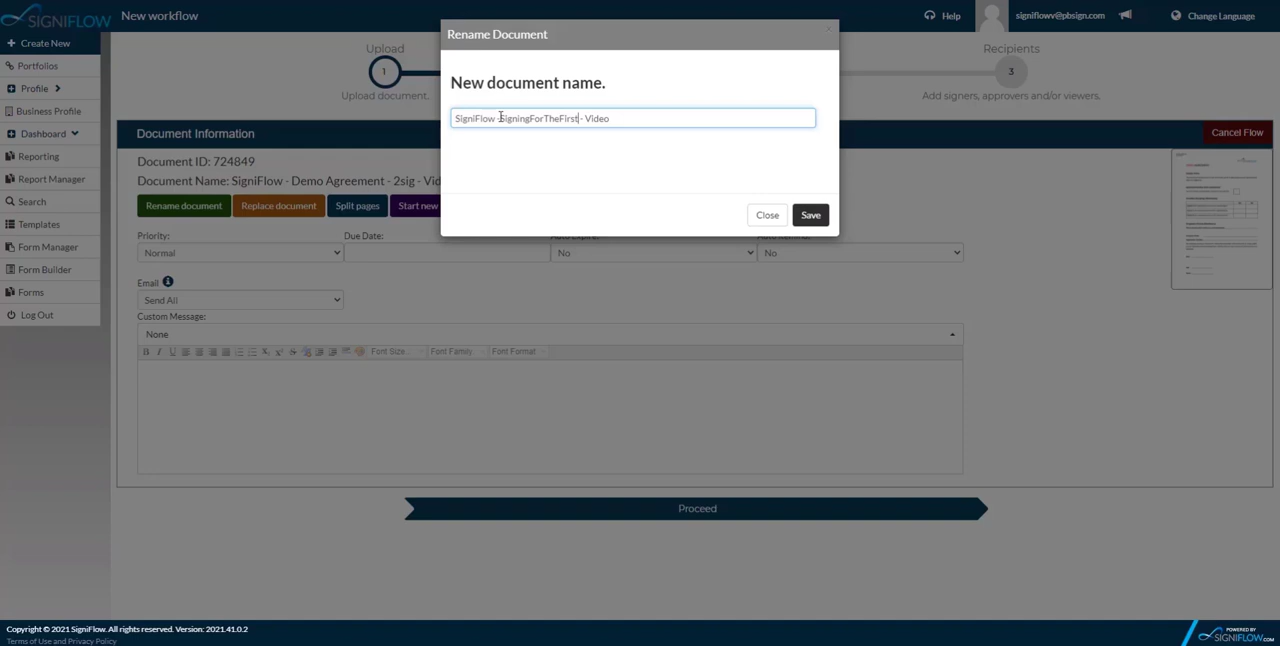 SIGNIFLOW
New workflow
Help
signiflowv@pbsign.com
Change Language
Create New
Portfolios
Profile
Business Profile
Dashboard
Reporting
Report Manager
Search
Templates
Form Manager
Form Builder
Forms
Log Out
Upload
1
Upload document.
Recipients
3
Add signers, approvers and/or viewers.
Rename Document
×
New document name.
SigniFlow -SigningForTheFirst - Video
Close
Save
Document Information
Cancel Flow
Document ID: 724849
Document Name: SigniFlow - Demo Agreement - 2sig - Vid
Rename document
Replace document
Split pages
Start new
Priority:
Due Date:
Normal
No
No
Email
Send All
Custom Message:
None
B I U
Font Size...
Font Family
Font Format
Proceed
Copyright © 2021 SigniFlow. All rights reserved. Version: 2021.41.0.2
Terms of Use and Privacy Policy
POWERED BY
SIGNIFLOW.COM